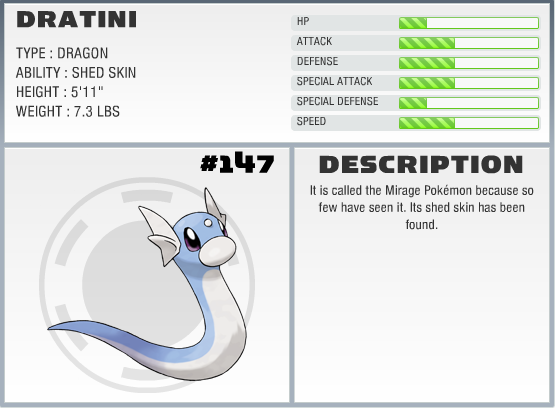 DRATINI
TYPE : DRAGON
ABILITY : SHED SKIN
HEIGHT : 5'11"
WEIGHT : 7.3 LBS
HP
ATTACK
DEFENSE
SPECIAL ATTACK
SPECIAL DEFENSE
SPEED
#147
DESCRIPTION
It is called the Mirage Pokémon because so
few have seen it. Its shed skin has been
found.